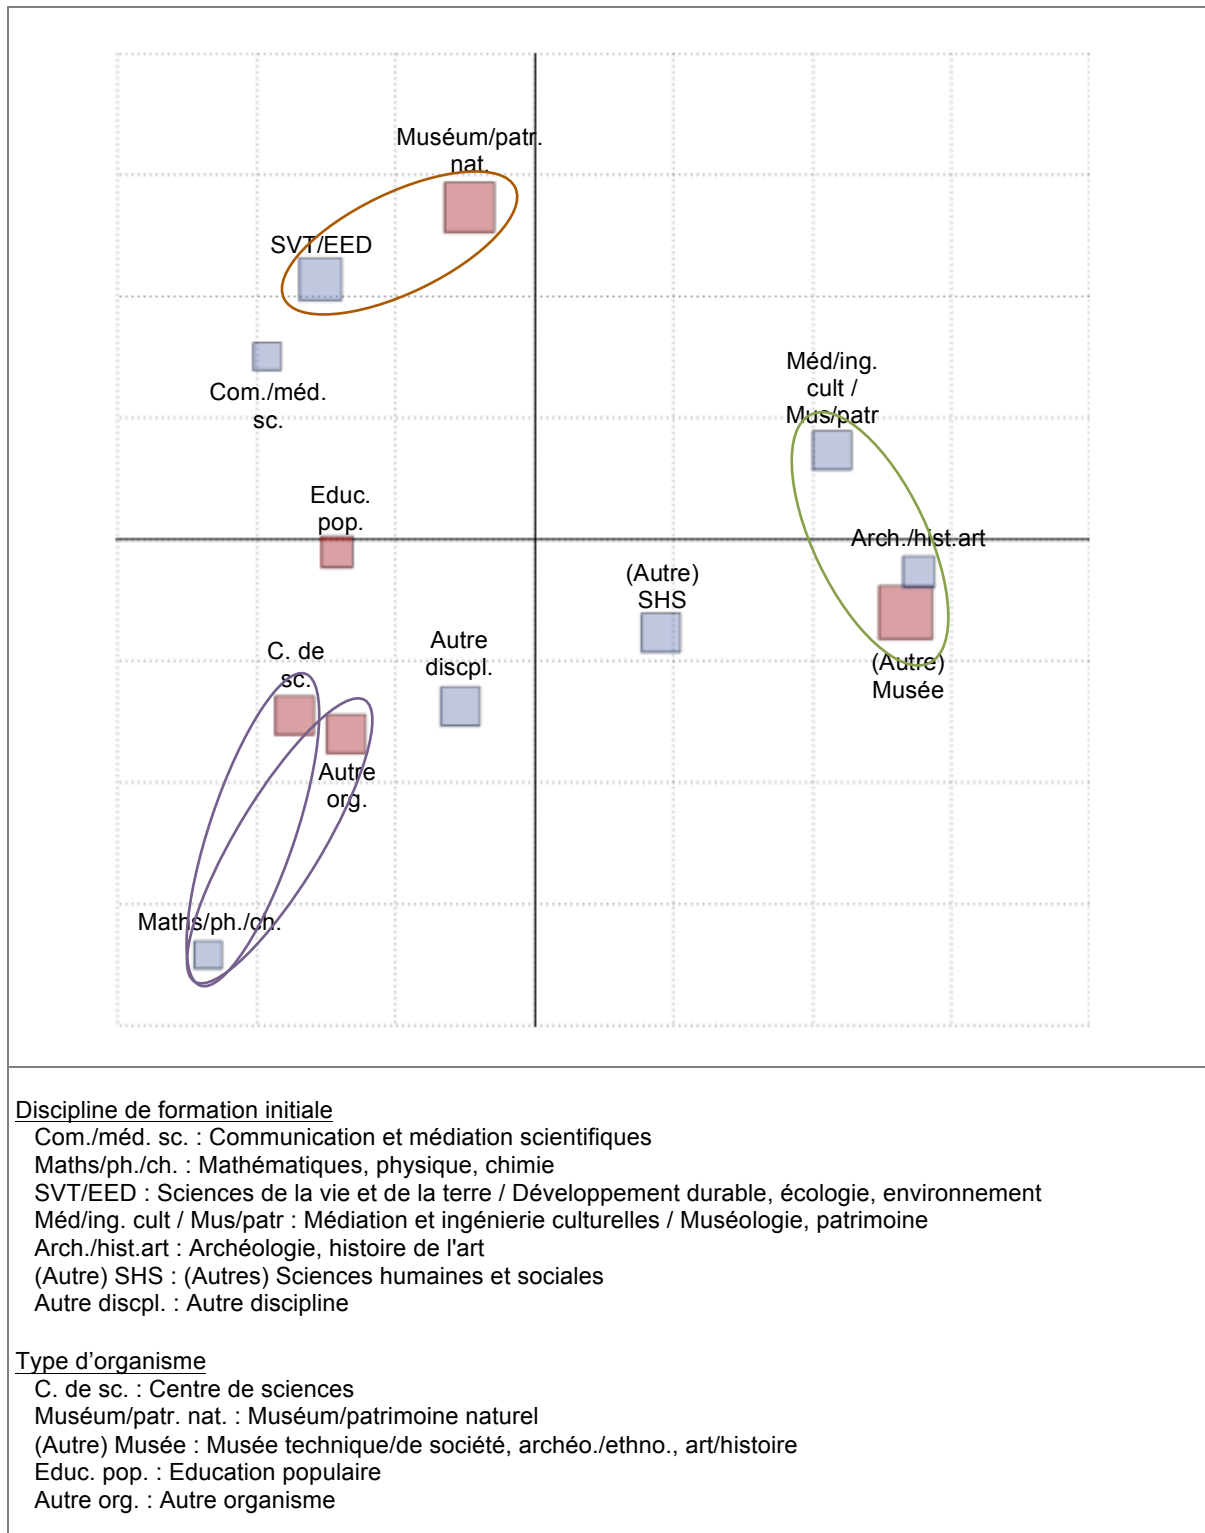 Muséum/patr.
nat.
SVT/EED
Com./méd.
sc.
Méd/ing.
cult /
Mus/patr
Educ.
pop.
Arch./hist.art
(Autre)
SHS
C. de
sc.
Autre
discpl.
(Autre)
Musée
Autre
org.
Maths/ph./ch.
Discipline de formation initiale
Com./méd. sc. : Communication et médiation scientifiques
Maths/ph./ch. : Mathématiques, physique, chimie
SVT/EED : Sciences de la vie et de la terre / Développement durable, écologie, environnement
Méd/ing. cult / Mus/patr : Médiation et ingénierie culturelles / Muséologie, patrimoine
Arch./hist.art : Archéologie, histoire de l'art
(Autre) SHS : (Autres) Sciences humaines et sociales
Autre discpl. : Autre discipline
Type d’organisme
C. de sc. : Centre de sciences
Muséum/patr. nat. : Muséum/patrimoine naturel
(Autre) Musée : Musée technique/de société, archéo./ethno., art/histoire
Educ. pop. : Education populaire
Autre org. : Autre organisme